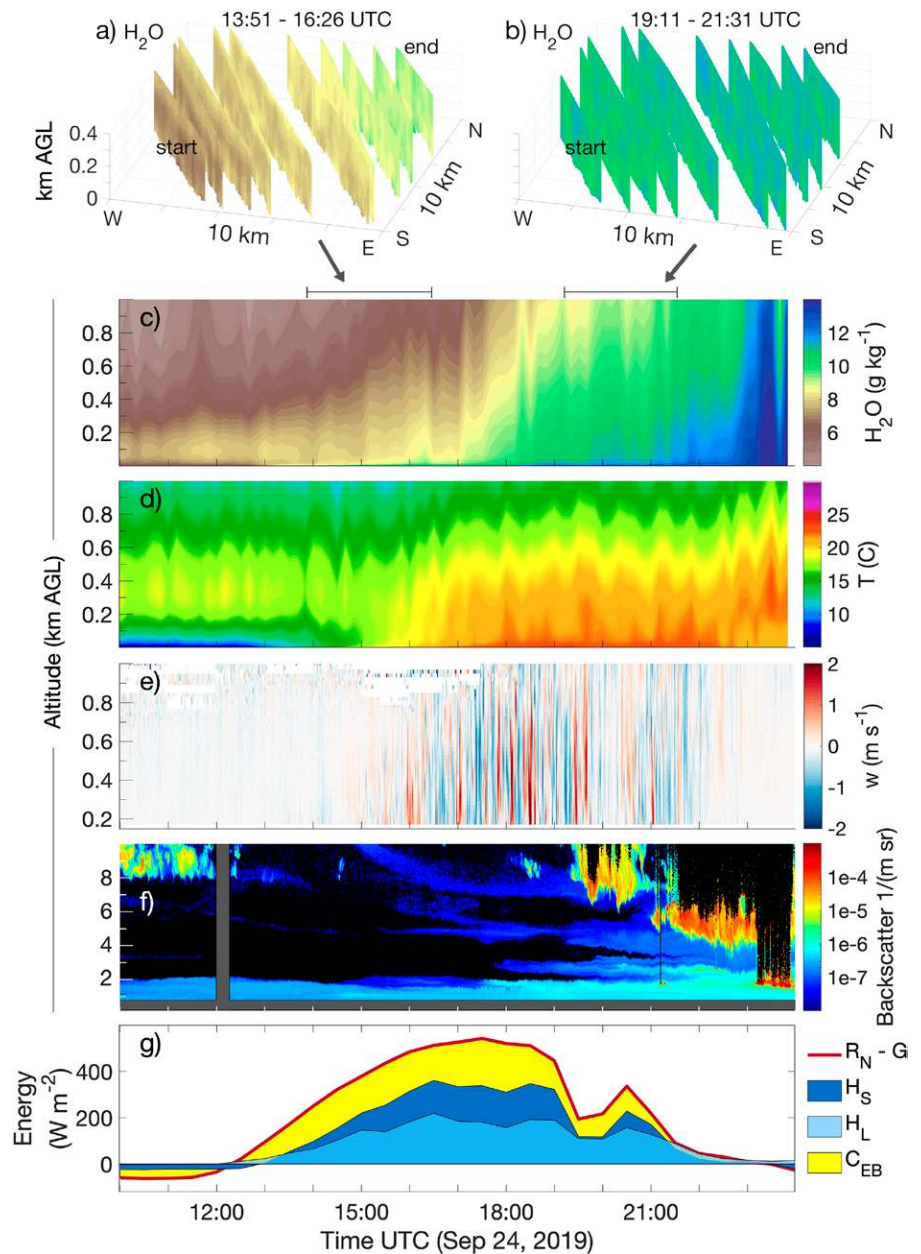 a) H2O 13:51 - 16:26 UTC
b) H2O 19:11 - 21:31 UTC
end
end
km AGL
0.4
0.2
0
start
start
N
N
10 km
10 km
W
10 km
E
S
W
10 km
E
S
c)
0.8
0.6
0.4
0.2
12
10
8
6
H2O (g kg-1)
d)
0.8
0.6
0.4
0.2
25
20
15
10
T (C)
Altitude (km AGL)
e)
0.8
0.6
0.4
0.2
2
1
0
-1
-2
w (m s-1)
f)
8
6
4
2
1e-4
1e-5
1e-6
1e-7
Backscatter 1/(m sr)
g)
Energy
(W m-2)
400
200
0
RN - G
HS
HL
CEB
12:00 15:00 18:00 21:00
Time UTC (Sep 24, 2019)